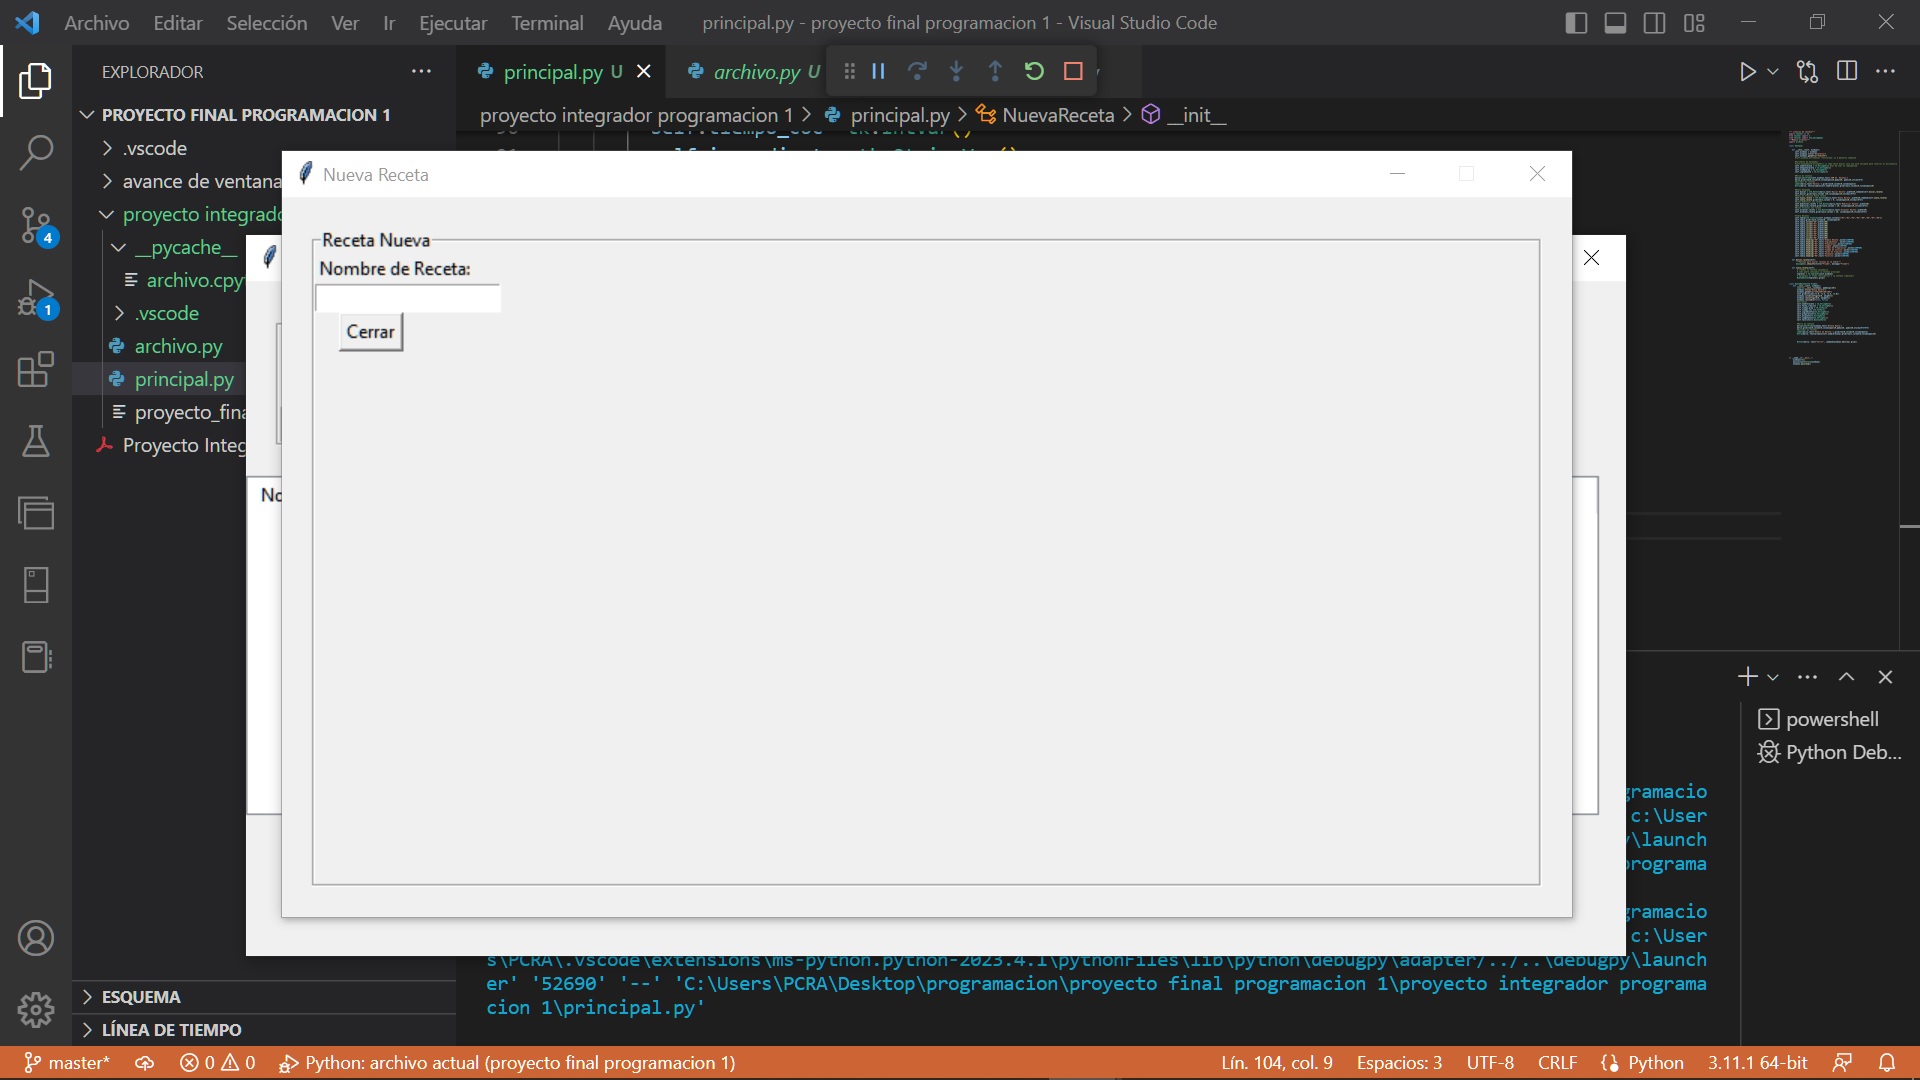 Archivo Editar Selección Ver Ir Ejecutar Terminal Ayuda principal.py - proyecto final programacion 1 - Visual Studio Code
EXPLORADOR
principal.py U
archivo.py U
PROYECTO FINAL PROGRAMACION 1
proyecto integrador programacion 1 > principal.py > NuevaReceta > __init__
.vscode
avance de ventana
proyecto integrado
__pycache__
archivo.cpy
.vscode
archivo.py
principal.py
proyecto_fina
Proyecto Integ
Nueva Receta
Receta Nueva
Nombre de Receta:
Cerrar
No
powershell
Python Deb...
gramacio
c:\User
y\launch
programa
gramacio
c:\User
s\PCRA\.vscode\extensions\ms-python.python-2023.4.1\pythonFiles\lib\python\debugpy\adapter/../..\debugpy\launch
er' '52690' '--' 'C:\Users\PCRA\Desktop\programacion\proyecto final programacion 1\proyecto integrador programa
cion 1\principal.py'
ESQUEMA
LÍNEA DE TIEMPO
4
1
master* 0 0 Python: archivo actual (proyecto final programacion 1) Lín. 104, col. 9 Espacios: 3 UTF-8 CRLF Python 3.11.1 64-bit